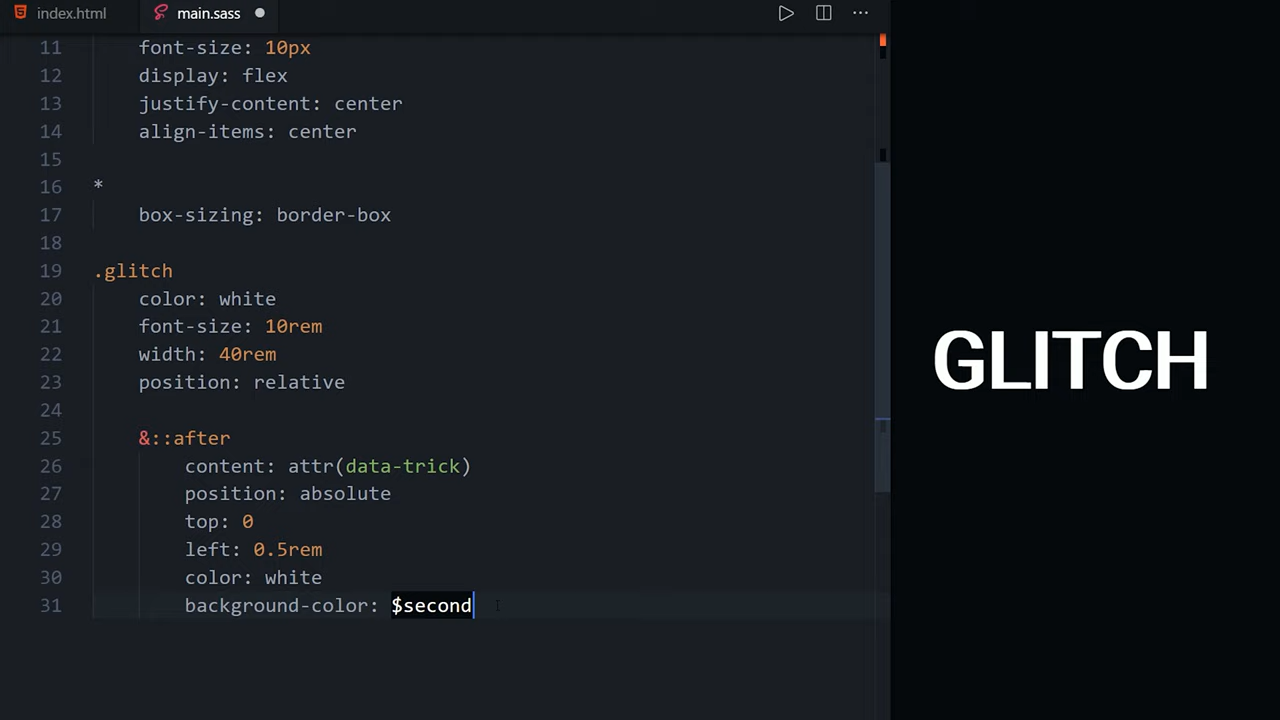 index.html
main.sass
11 font-size: 10px
12 display: flex
13 justify-content: center
14 align-items: center
15
16 *
17 box-sizing: border-box
18
19 .glitch
20 color: white
21 font-size: 10rem
22 width: 40rem
23 position: relative
24
25 &::after
26 content: attr(data-trick)
27 position: absolute
28 top: 0
29 left: 0.5rem
30 color: white
31 background-color: $second
GLITCH